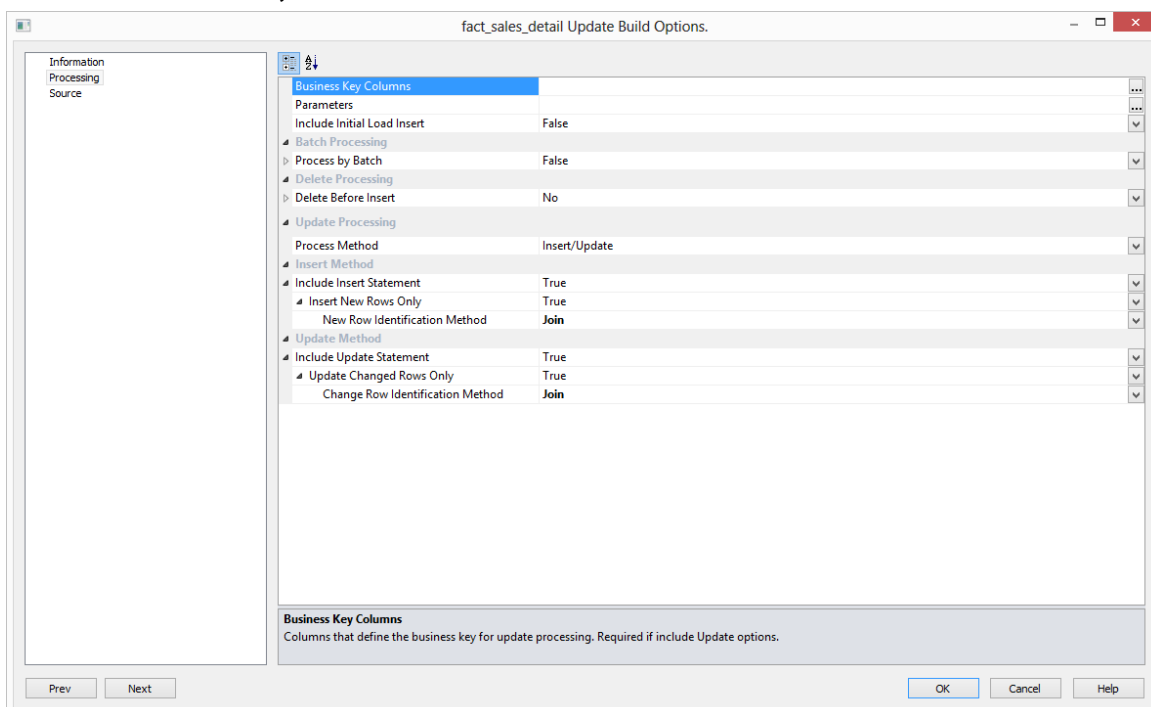 fact_sales_detail Update Build Options.
Information
Processing
Source
Business Key Columns
Parameters
Include Initial Load Insert False
Batch Processing
Process by Batch False
Delete Processing
Delete Before Insert No
Update Processing
Process Method Insert/Update
Insert Method
Include Insert Statement True
Insert New Rows Only True
New Row Identification Method Join
Update Method
Include Update Statement True
Update Changed Rows Only True
Change Row Identification Method Join
Business Key Columns
Columns that define the business key for update processing. Required if include Update options.
Prev Next OK Cancel Help